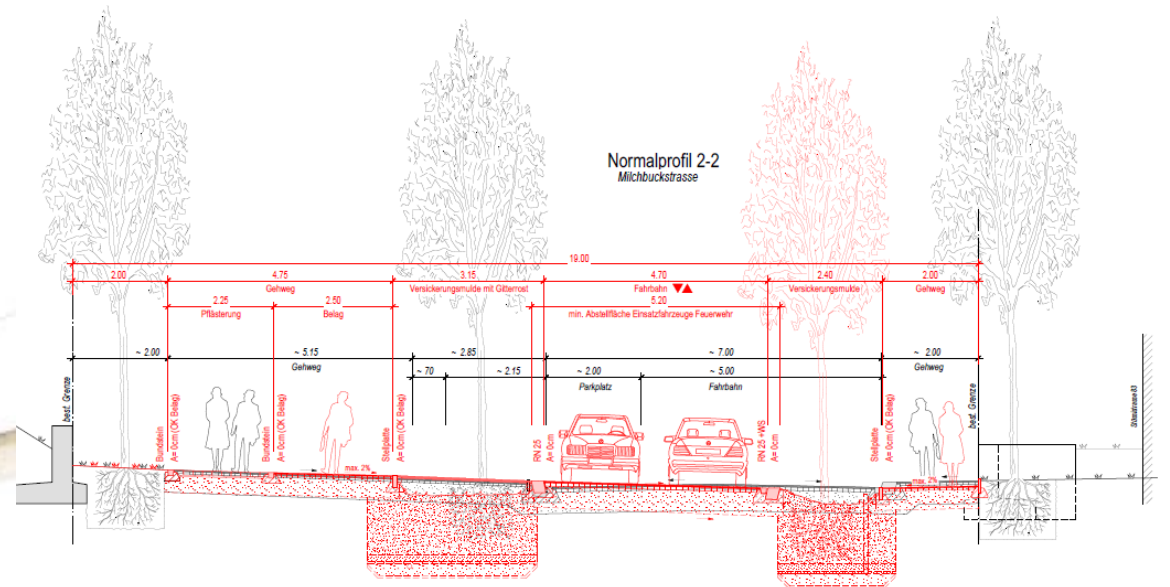 Normalprofil 2-2
Milchbuckstrasse
19.00
2.00 4.75 3.15 4.70 2.40 2.00
Gehweg Versickerungsmulde mit Gitterrost Fahrbahn Versickerungsmulde Gehweg
2.25 2.50 5.20
Pflästerung Belag min. Abstellfläche Einsatzfahrzeuge Feuerwehr
~ 2.00 ~ 5.15 ~ 2.85 ~ 7.00 ~ 2.00
Gehweg Gehweg
~ 70 ~ 2.15 ~ 2.00 ~ 5.00
Parkplatz Fahrbahn
best. Grenze
Bundstein
A= 0cm (OK Belag)
Bundstein
A= 0cm (OK Belag)
Stellplatte
A= 0cm (OK Belag)
RN 25
A= 0cm
RN 25 +WS
A= 0cm
Stellplatte
A= 0cm (OK Belag)
best. Grenze
max. 2%
max. 2%